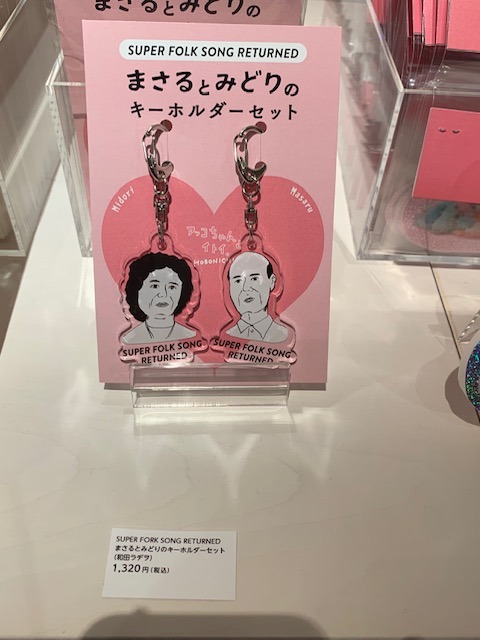 まさるとみどりの
SUPER FOLK SONG RETURNED
まさるとみどりの
キーホルダーセット
Midori
Masaru
アッコちゃん
イトイ
HOBONICHI
SUPER FOLK SONG
RETURNED
SUPER FOLK SONG
RETURNED
SUPER FORK SONG RETURNED
まさるとみどりのキーホルダーセット
(和田ラヂヲ)
1,320円(税込)